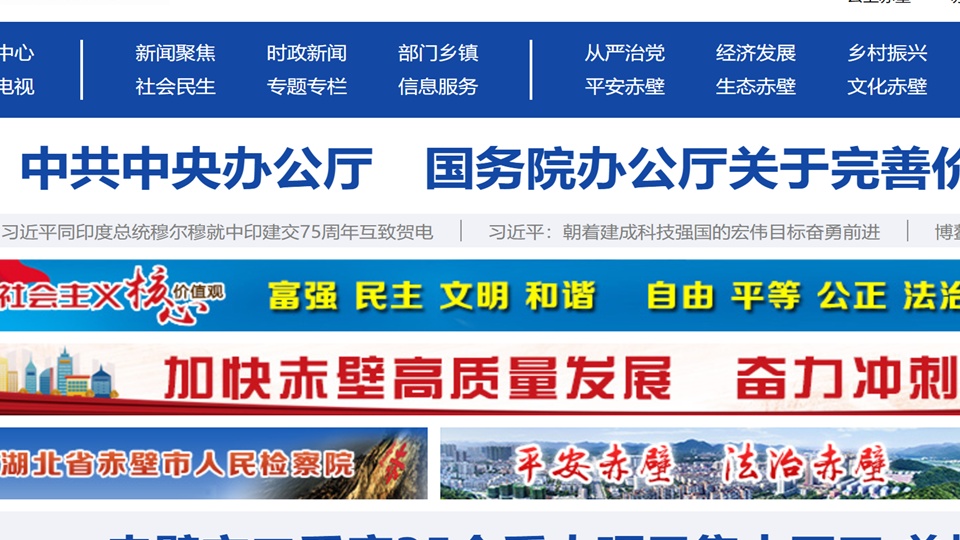 中心 新闻聚焦 时政新闻 部门乡镇 从严治党 经济发展 乡村振兴
电视 社会民生 专题专栏 信息服务 平安赤壁 生态赤壁 文化赤壁
中共中央办公厅 国务院办公厅关于完善价
习近平同印度总统穆尔穆就中印建交75周年互致贺电 习近平：朝着建成科技强国的宏伟目标奋勇前进 博鳌
社会主义核心价值观 富强 民主 文明 和谐 自由 平等 公正 法治
加快赤壁高质量发展 奋力冲刺
湖北省赤壁市人民检察院 平安赤壁 法治赤壁